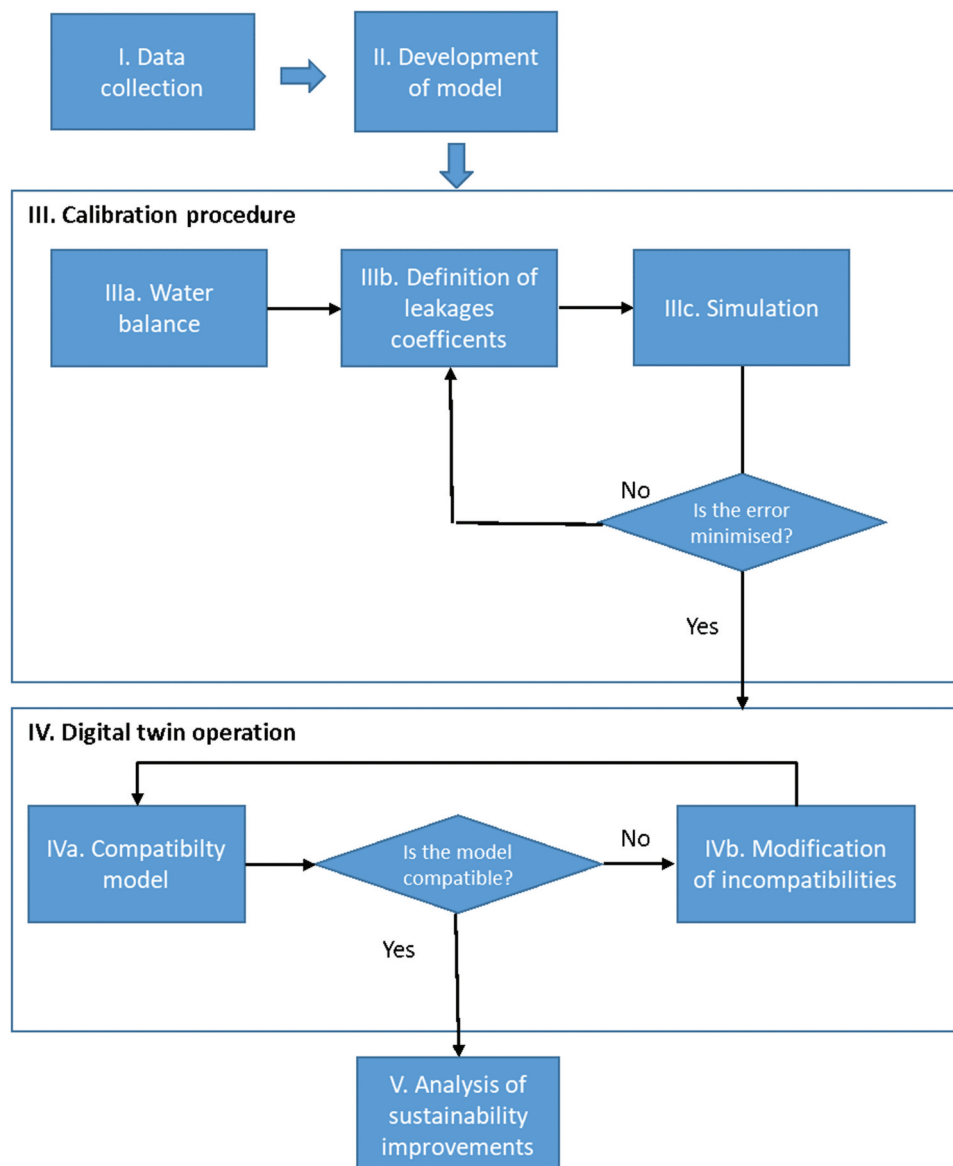 I. Data
collection
II. Development
of model
III. Calibration procedure
IIIa. Water
balance
IIIb. Definition of
leakages
coefficents
IIIc. Simulation
No
Is the error
minimised?
Yes
IV. Digital twin operation
IVa. Compatibilty
model
Is the model
compatible?
No
IVb. Modification
of incompatibilities
Yes
V. Analysis of
sustainability
improvements